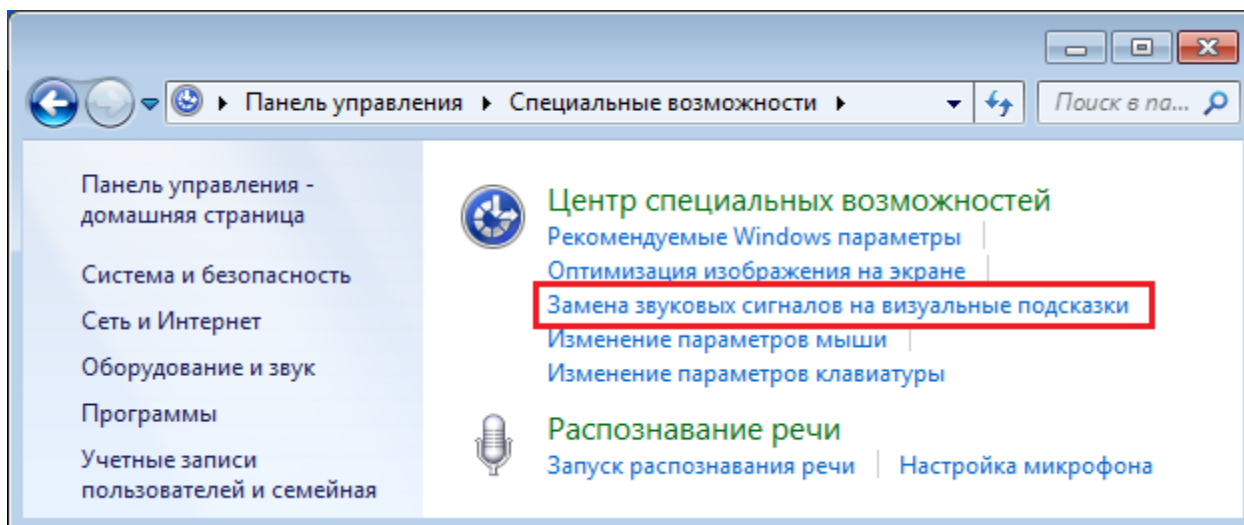 Панель управления ▸ Специальные возможности ▸
Поиск в па...
Панель управления -
домашняя страница
Система и безопасность
Сеть и Интернет
Оборудование и звук
Программы
Учетные записи
пользователей и семейная
Центр специальных возможностей
Рекомендуемые Windows параметры
Оптимизация изображения на экране
Замена звуковых сигналов на визуальные подсказки
Изменение параметров мыши
Изменение параметров клавиатуры
Распознавание речи
Запуск распознавания речи
Настройка микрофона